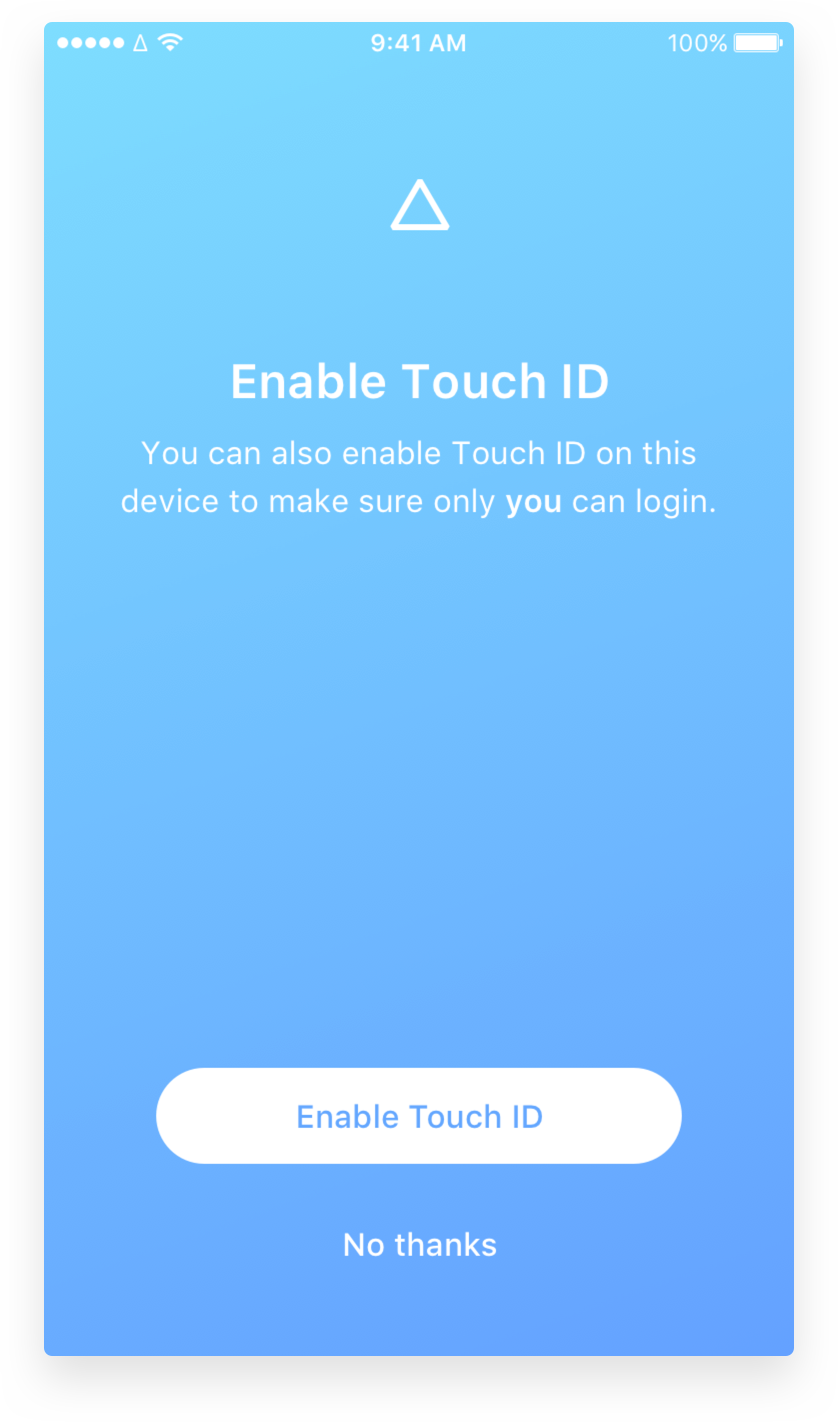 9:41 AM
100%
Enable Touch ID
You can also enable Touch ID on this
device to make sure only you can login.
Enable Touch ID
No thanks